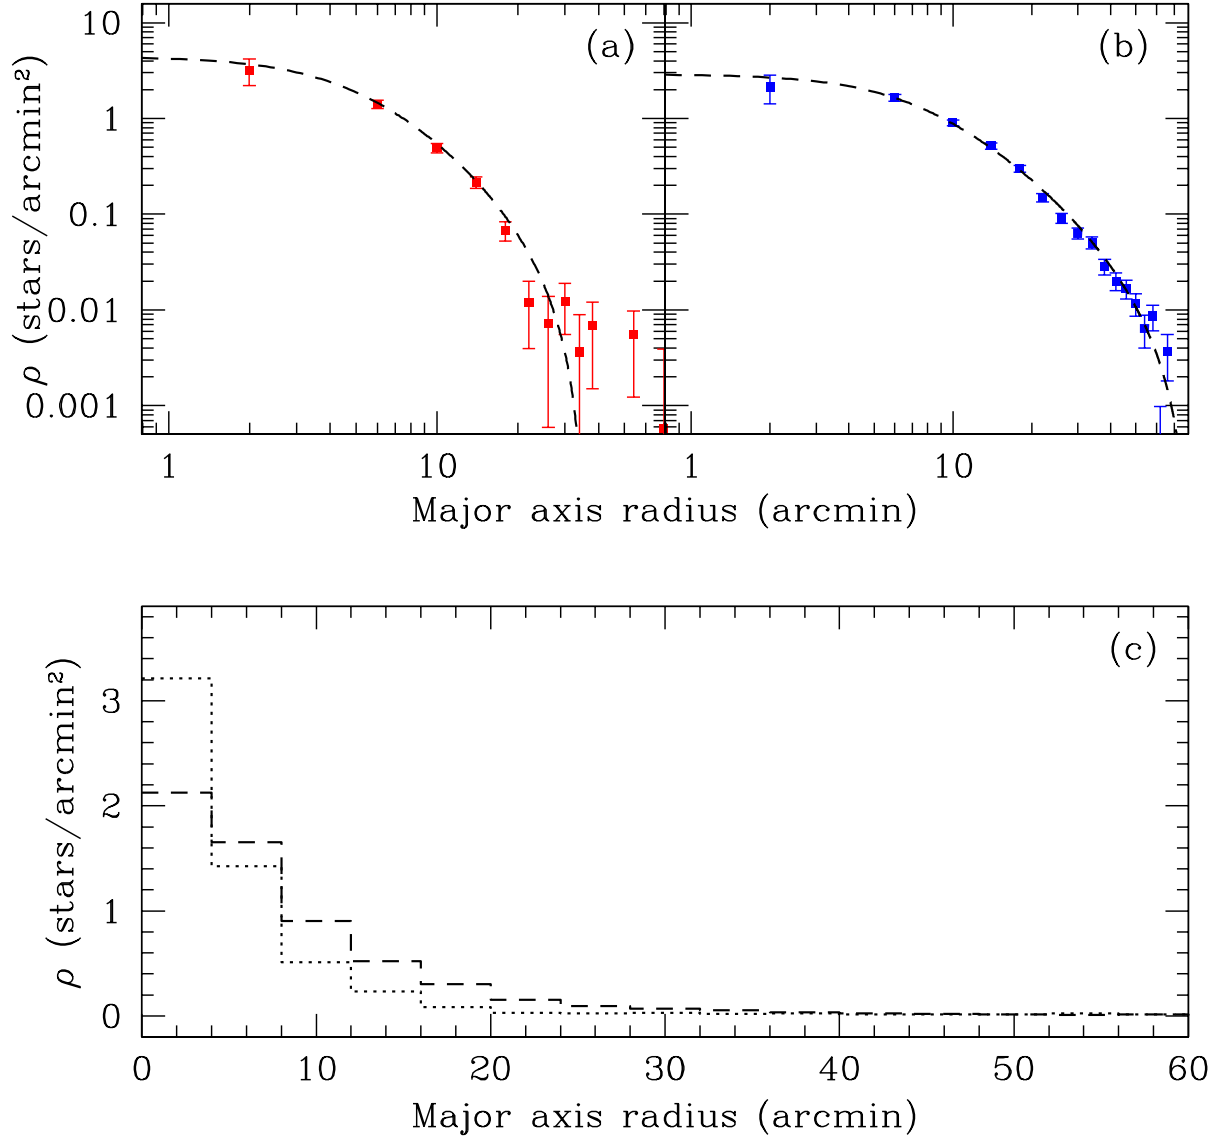 10
1
0.1
0.01
0.001
ρ (stars/arcmin²)
(a)
(b)
1
10
1
10
Major axis radius (arcmin)
(c)
3
2
1
0
ρ (stars/arcmin²)
0
10
20
30
40
50
60
Major axis radius (arcmin)